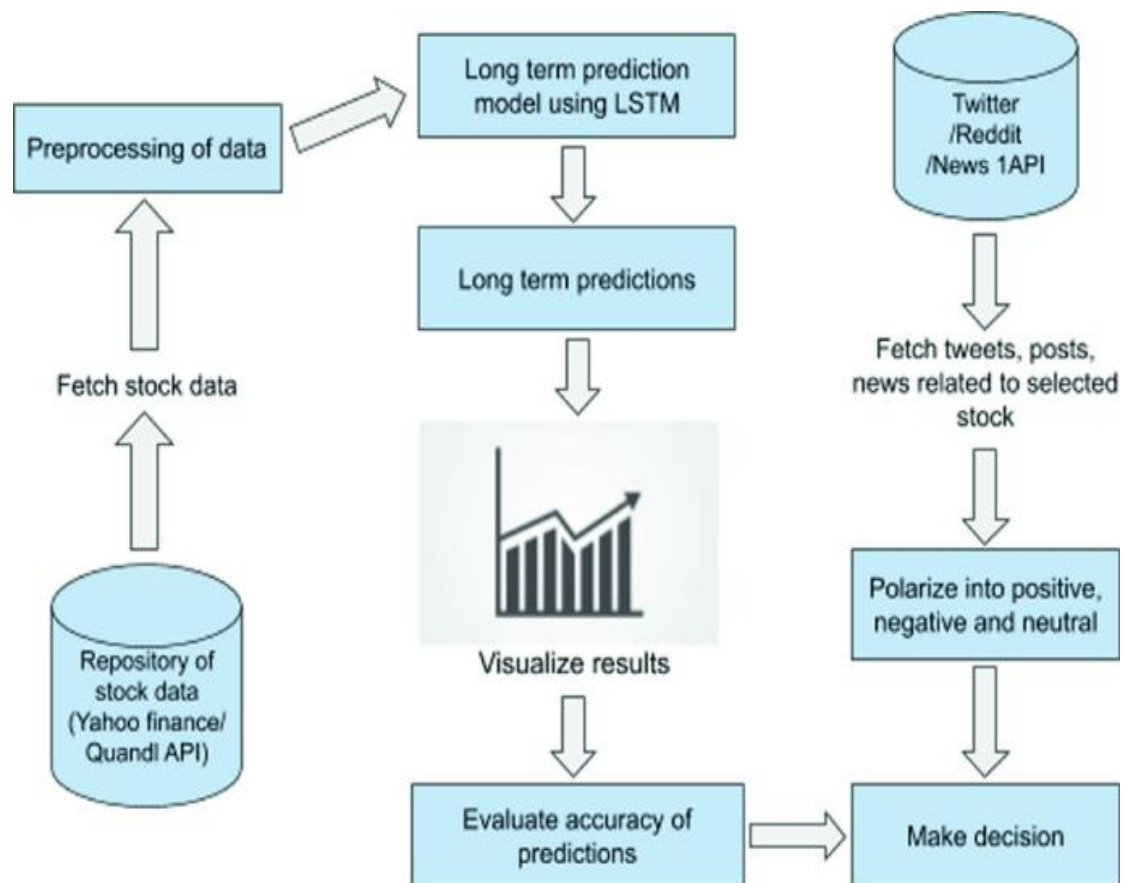 Preprocessing of data
Fetch stock data
Repository of
stock data
(Yahoo finance/
Quandl API)
Long term prediction
model using LSTM
Long term predictions
Visualize results
Evaluate accuracy of
predictions
Twitter
/Reddit
/News 1API
Fetch tweets, posts,
news related to selected
stock
Polarize into positive,
negative and neutral
Make decision